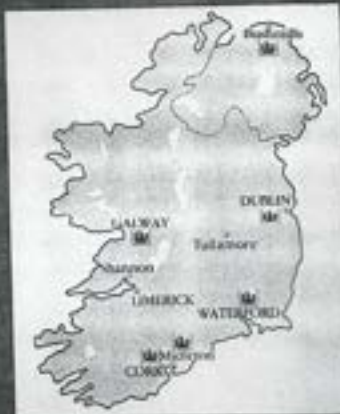 Bushmills
DUBLIN
GALWAY
Tullamore
Shannon
LIMERICK
WATERFORD
Midleton
CORK